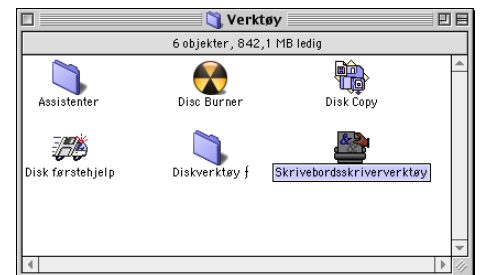 Verktøy
6 objekter, 842,1 MB ledig
Assistenter
Disc Burner
Disk Copy
Disk førstehjelp
Diskverktøy ƒ
Skrivebordsskriververktøy